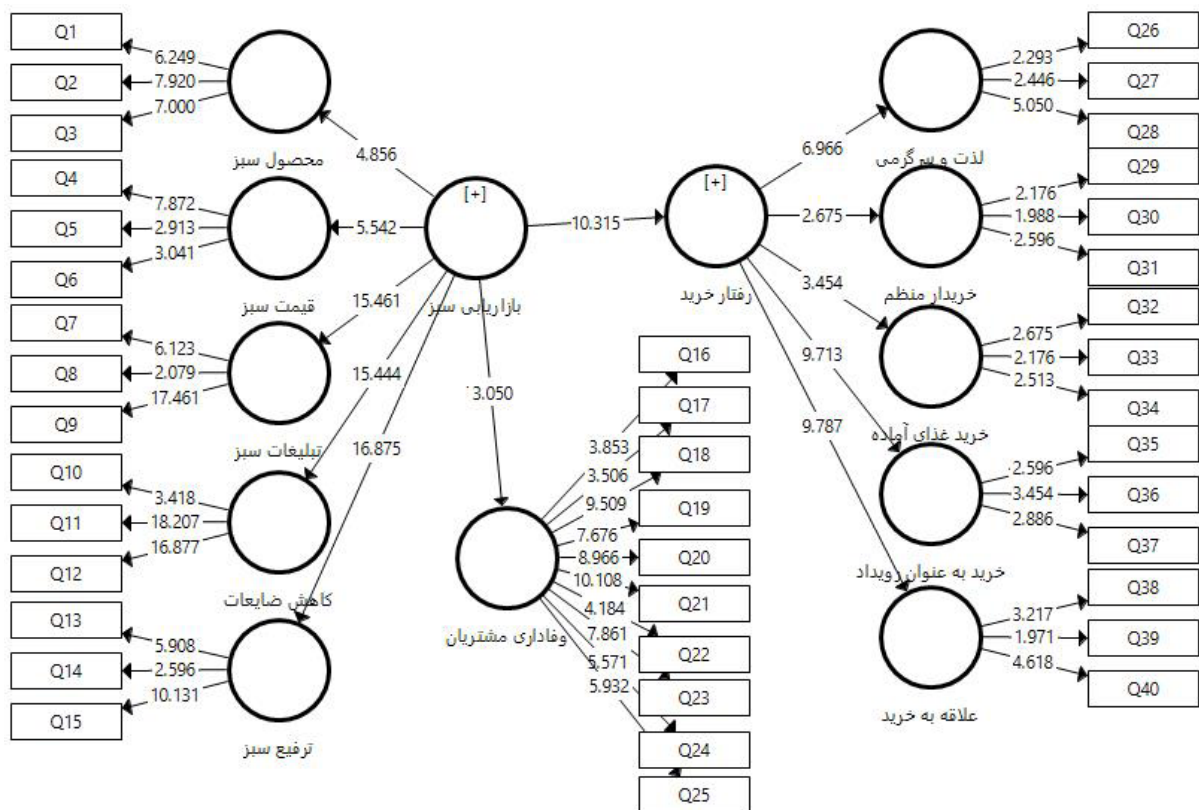 Q1
6.249
Q2
7.920
Q3
7.000
محصول سبز
4.856
Q4
7.872
Q5
2.913
Q6
3.041
قیمت سبز
5.542
Q7
6.123
Q8
2.079
Q9
17.461
تبلیغات سبز
15.461
Q10
3.418
Q11
18.207
Q12
16.877
کاهش ضایعات
15.444
Q13
5.908
Q14
2.596
Q15
10.131
ترفیع سبز
16.875
[+]
بازاریابی سبز
10.315
3.050
وفاداری مشتریان
Q16
3.853
Q17
3.506
Q18
9.509
Q19
7.676
Q20
8.966
Q21
10.108
Q22
4.184
Q23
7.861
Q24
5.571
Q25
5.932
[+]
رفتار خرید
6.966
2.675
3.454
9.713
9.787
Q26
2.293
Q27
2.446
Q28
5.050
لذت و سرگرمی
Q29
2.176
Q30
1.988
Q31
2.596
خریدار منظم
Q32
2.675
Q33
2.176
Q34
2.513
خرید غذای آماده
Q35
2.596
Q36
3.454
Q37
2.886
خرید به عنوان رویداد
Q38
3.217
Q39
1.971
Q40
4.618
علاقه به خرید